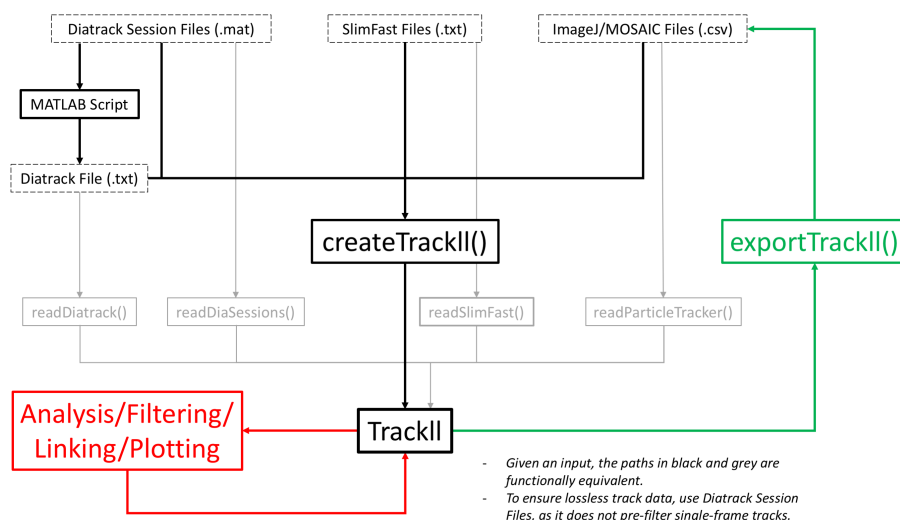 Diatrack Session Files (.mat)
SlimFast Files (.txt)
ImageJ/MOSAIC Files (.csv)
MATLAB Script
Diatrack File (.txt)
createTrackll()
exportTrackll()
readDiatrack()
readDiaSessions()
readSlimFast()
readParticleTracker()
Analysis/Filtering/
Linking/Plotting
Trackll
- Given an input, the paths in black and grey are
functionally equivalent.
- To ensure lossless track data, use Diatrack Session
Files, as it does not pre-filter single-frame tracks.